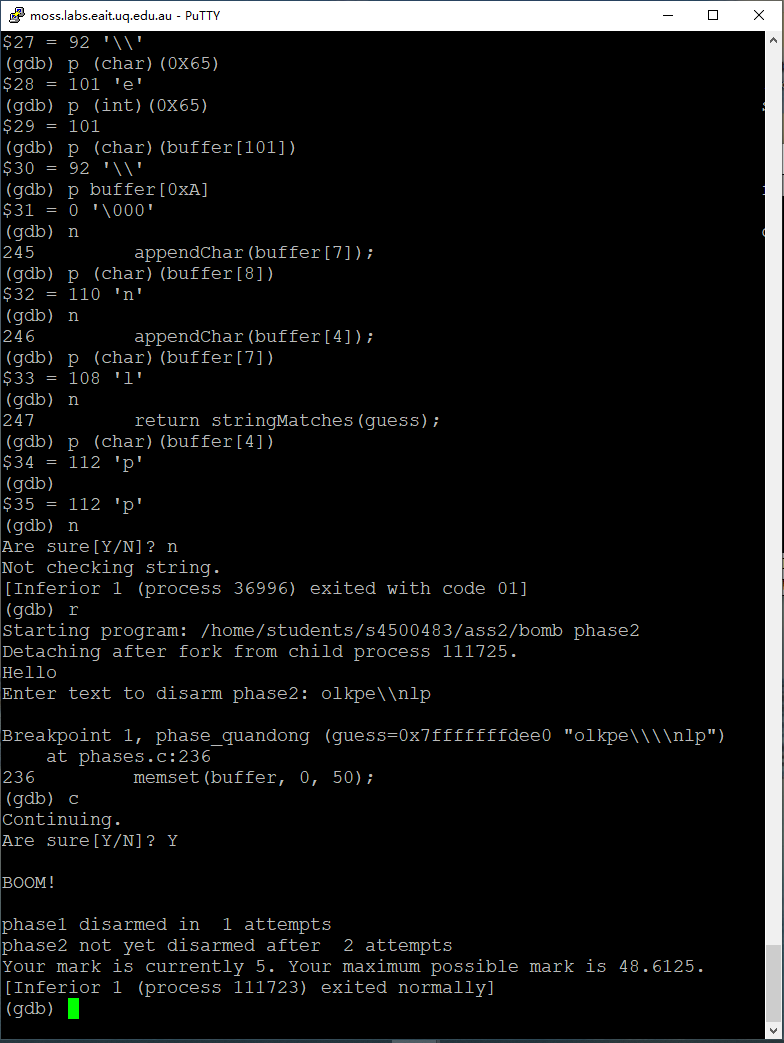 moss.labs.eait.uq.edu.au - PuTTY
$27 = 92 '\\'
(gdb) p (char)(0X65)
$28 = 101 'e'
(gdb) p (int)(0X65)
$29 = 101
(gdb) p (char)(buffer[101])
$30 = 92 '\\'
(gdb) p buffer[0xA]
$31 = 0 '\000'
(gdb) n
245         appendChar(buffer[7]);
(gdb) p (char)(buffer[8])
$32 = 110 'n'
(gdb) n
246         appendChar(buffer[4]);
(gdb) p (char)(buffer[7])
$33 = 108 'l'
(gdb) n
247         return stringMatches(guess);
(gdb) p (char)(buffer[4])
$34 = 112 'p'
(gdb)
$35 = 112 'p'
(gdb) n
Are sure[Y/N]? n
Not checking string.
[Inferior 1 (process 36996) exited with code 01]
(gdb) r
Starting program: /home/students/s4500483/ass2/bomb phase2
Detaching after fork from child process 111725.
Hello
Enter text to disarm phase2: olkpe\\nlp
Breakpoint 1, phase_quandong (guess=0x7fffffffdee0 "olkpe\\\\nlp")
    at phases.c:236
236         memset(buffer, 0, 50);
(gdb) c
Continuing.
Are sure[Y/N]? Y
BOOM!
phase1 disarmed in  1 attempts
phase2 not yet disarmed after  2 attempts
Your mark is currently 5. Your maximum possible mark is 48.6125.
[Inferior 1 (process 111723) exited normally]
(gdb)